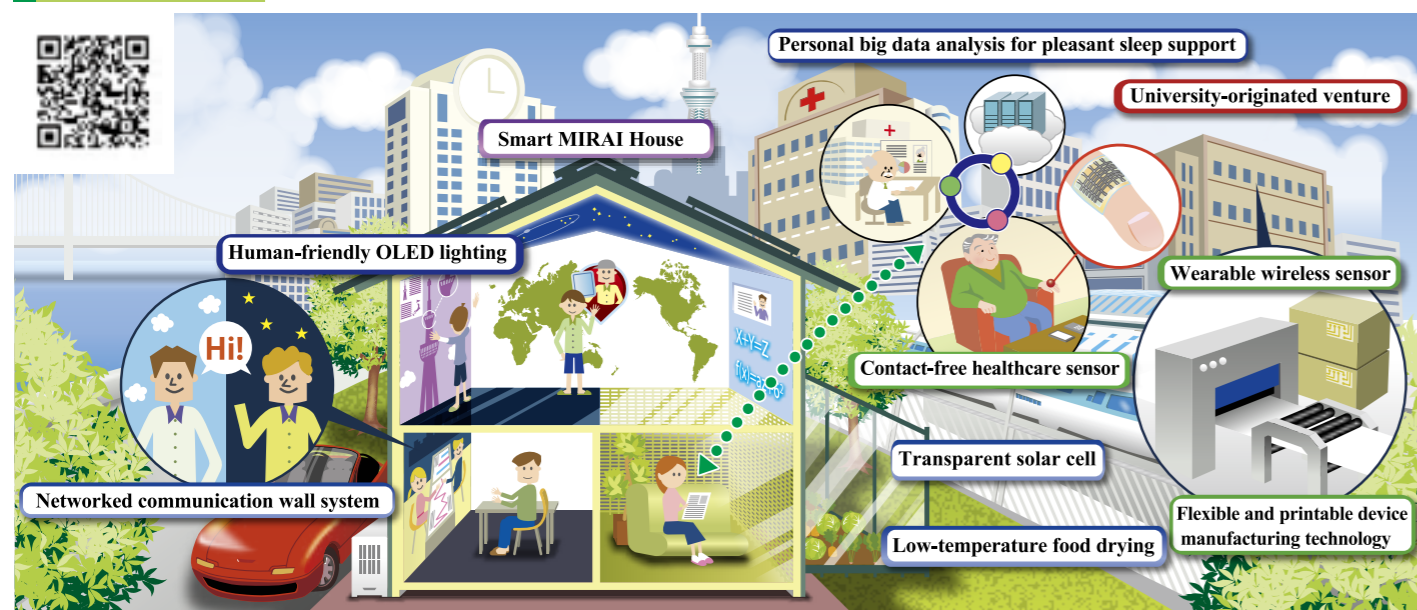 Personal big data analysis for pleasant sleep support
University-originated venture
Smart MIRAI House
Human-friendly OLED lighting
Wearable wireless sensor
Hi!
X+Y=Z
Contact-free healthcare sensor
Transparent solar cell
Networked communication wall system
Flexible and printable device
manufacturing technology
Low-temperature food drying